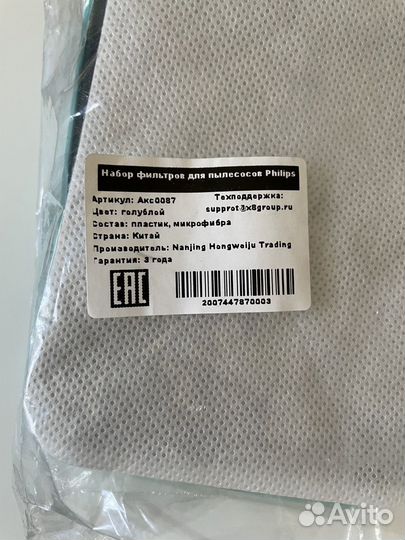 Набор фильтров для пылесосов Philips
Артикул: Акс0087
Техподдержка:
Цвет: голубой
supprot@x8group.ru
Состав: пластик, микрофибра
Страна: Китай
Производитель: Nanjing Hongweiju Trading
Гарантия: 3 года
EAC
2007447870003
Avito